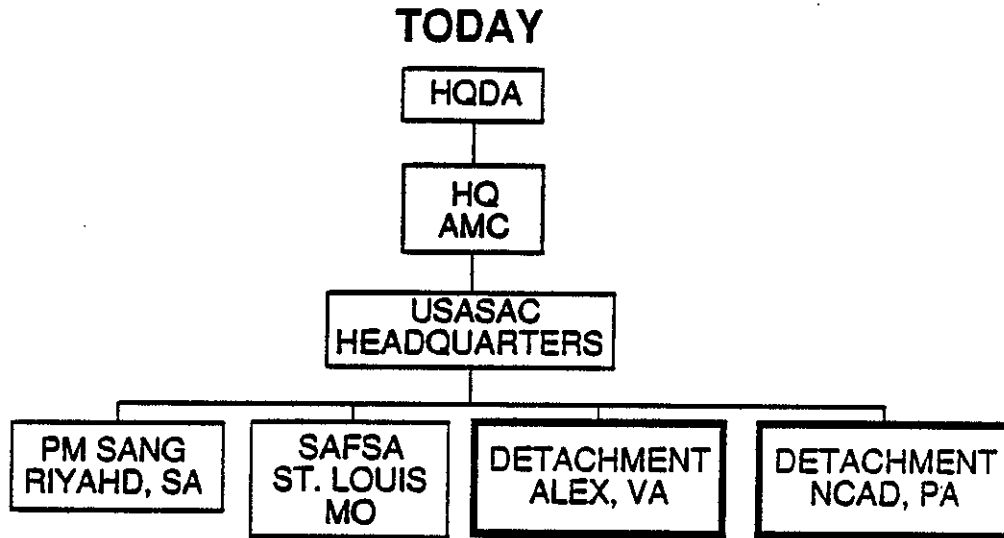 TODAY
HQDA
HQ
AMC
USASAC
HEADQUARTERS
PM SANG
RIYAHD, SA
SAFSA
ST. LOUIS
MO
DETACHMENT
ALEX, VA
DETACHMENT
NCAD, PA